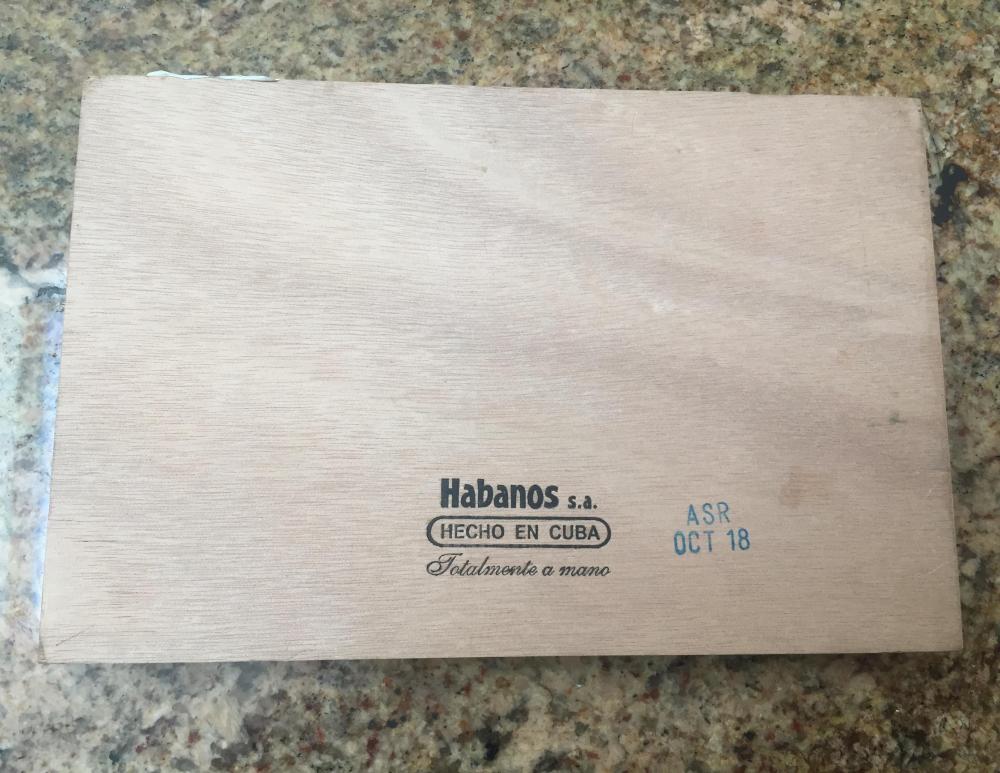 Habanos s.a.
HECHO EN CUBA
Totalmente a mano
ASR
OCT 18